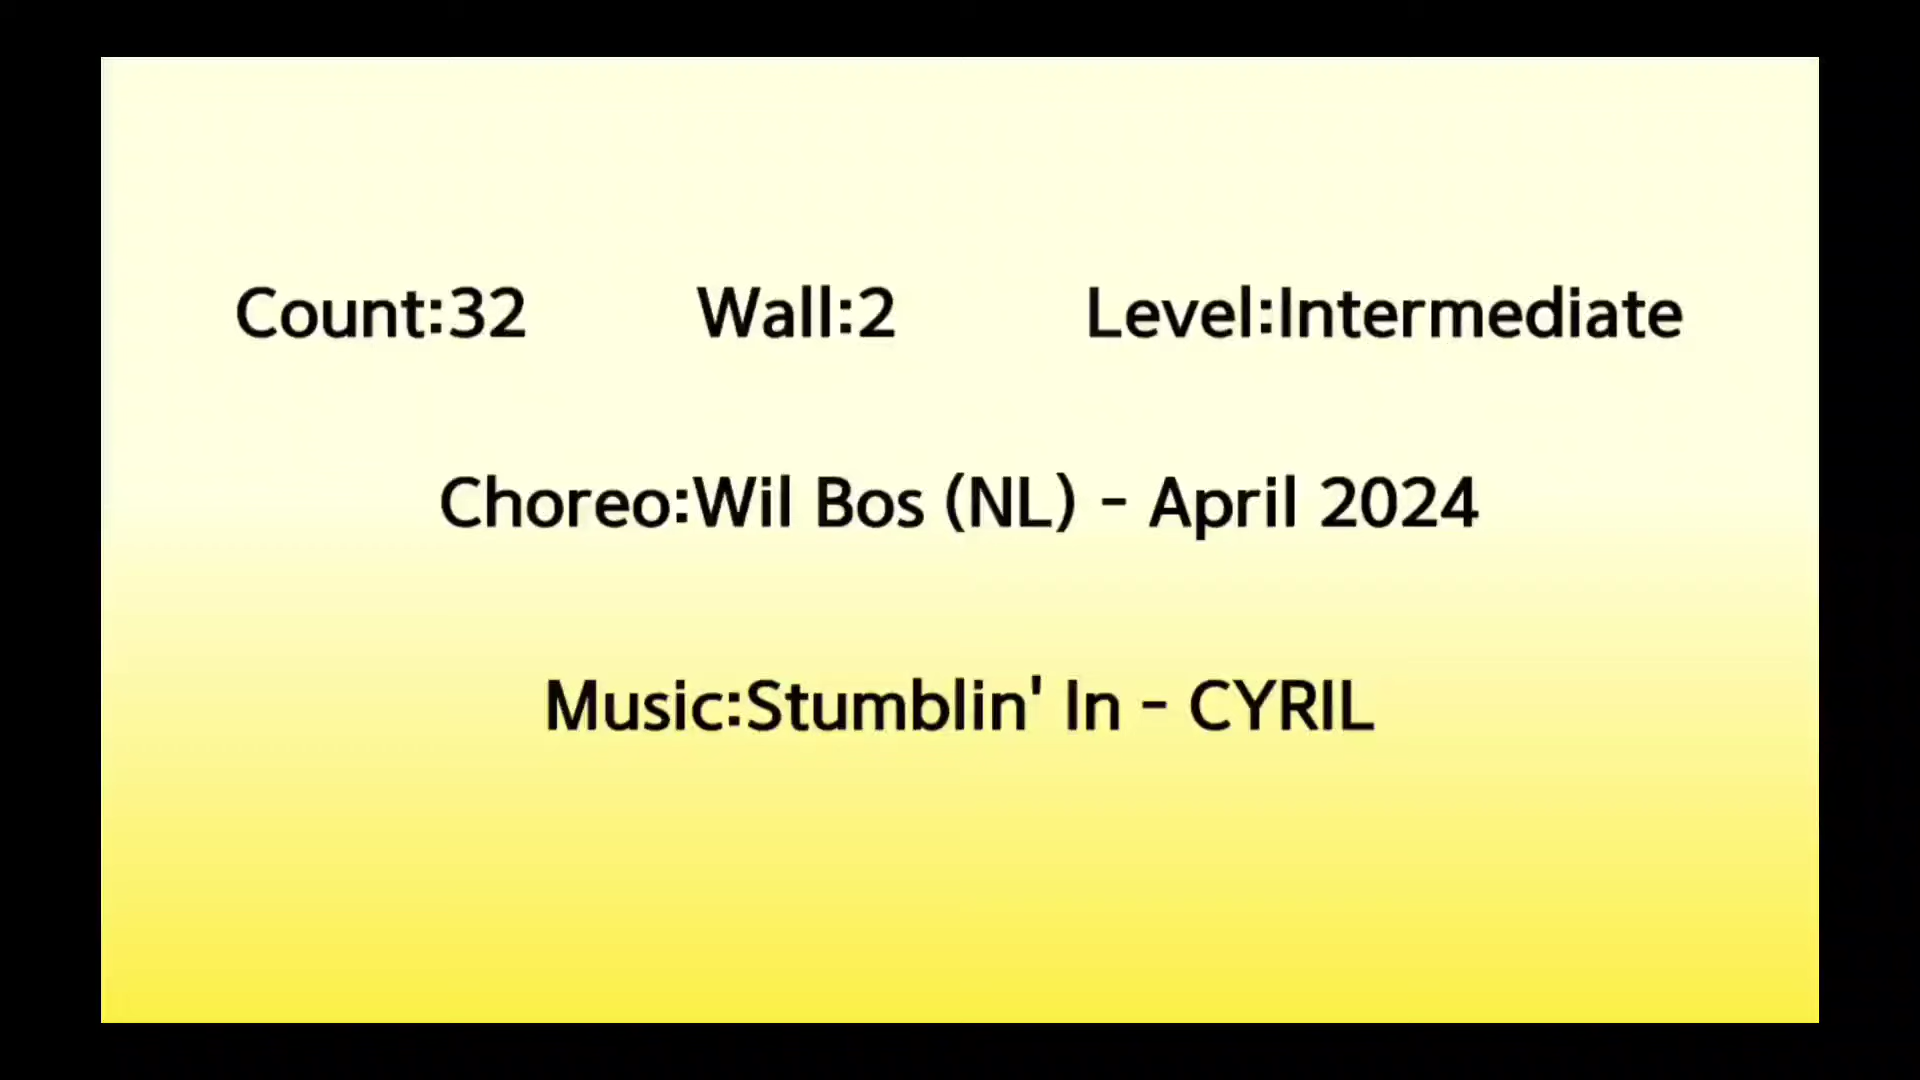 Count:32 Wall:2 Level:Intermediate
Choreo:Wil Bos (NL) - April 2024
Music:Stumblin' In - CYRIL